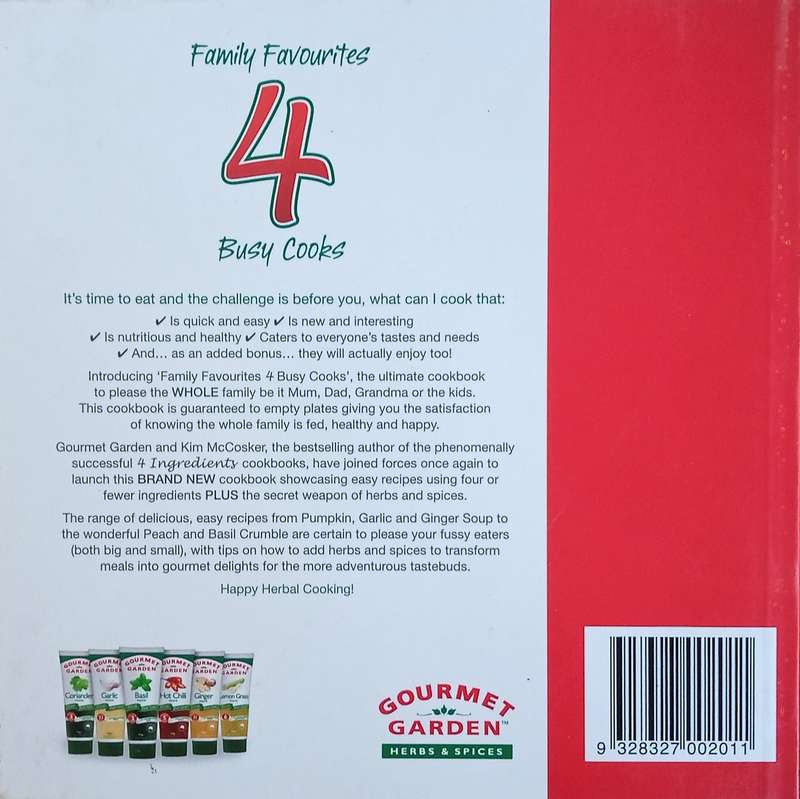 Family Favourites
4
Busy Cooks
It's time to eat and the challenge is before you, what can I cook that:
✔ Is quick and easy ✔ Is new and interesting
✔ Is nutritious and healthy ✔ Caters to everyone's tastes and needs
✔ And... as an added bonus... they will actually enjoy too!
Introducing 'Family Favourites 4 Busy Cooks', the ultimate cookbook
to please the WHOLE family be it Mum, Dad, Grandma or the kids.
This cookbook is guaranteed to empty plates giving you the satisfaction
of knowing the whole family is fed, healthy and happy.
Gourmet Garden and Kim McCosker, the bestselling author of the phenomenally
successful 4 Ingredients cookbooks, have joined forces once again to
launch this BRAND NEW cookbook showcasing easy recipes using four or
fewer ingredients PLUS the secret weapon of herbs and spices.
The range of delicious, easy recipes from Pumpkin, Garlic and Ginger Soup to
the wonderful Peach and Basil Crumble are certain to please your fussy eaters
(both big and small), with tips on how to add herbs and spices to transform
meals into gourmet delights for the more adventurous tastebuds.
Happy Herbal Cooking!
GOURMET
GARDEN
Coriander
Garlic
Basil
Hot Chili
Ginger
Lemon Grass
GOURMET
GARDEN™
HERBS & SPICES
9 328327 002011